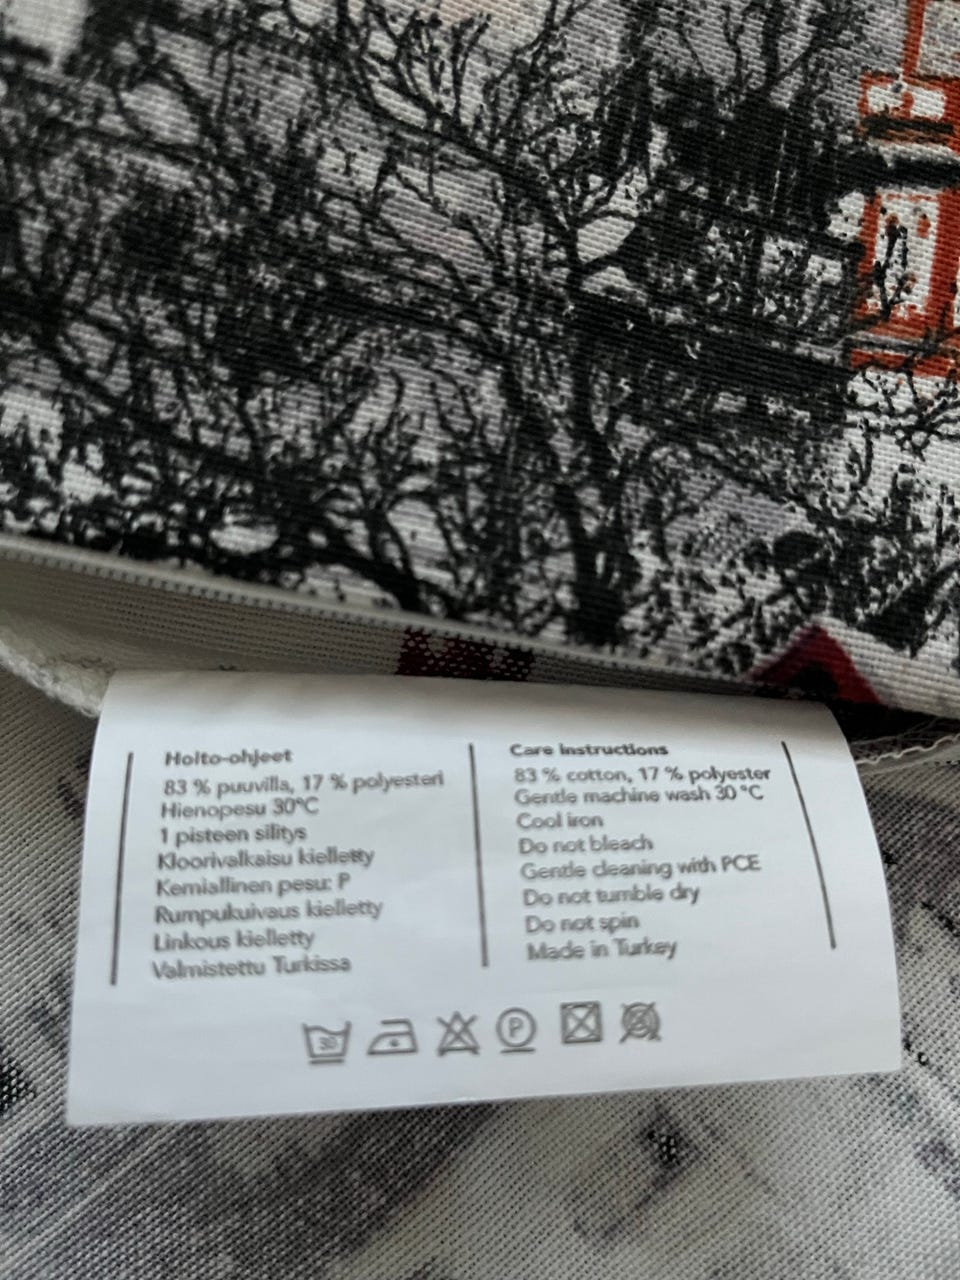 Hoito-ohjeet
83 % puuvilla, 17 % polyesteri
Hienopesu 30°C
1 pisteen silitys
Kloorivalkaisu kielletty
Kemiallinen pesu: P
Rumpukuivaus kielletty
Linkous kielletty
Valmistettu Turkissa
Care Instructions
83 % cotton, 17 % polyester
Gentle machine wash 30 °C
Cool iron
Do not bleach
Gentle cleaning with PCE
Do not tumble dry
Do not spin
Made in Turkey
30 P